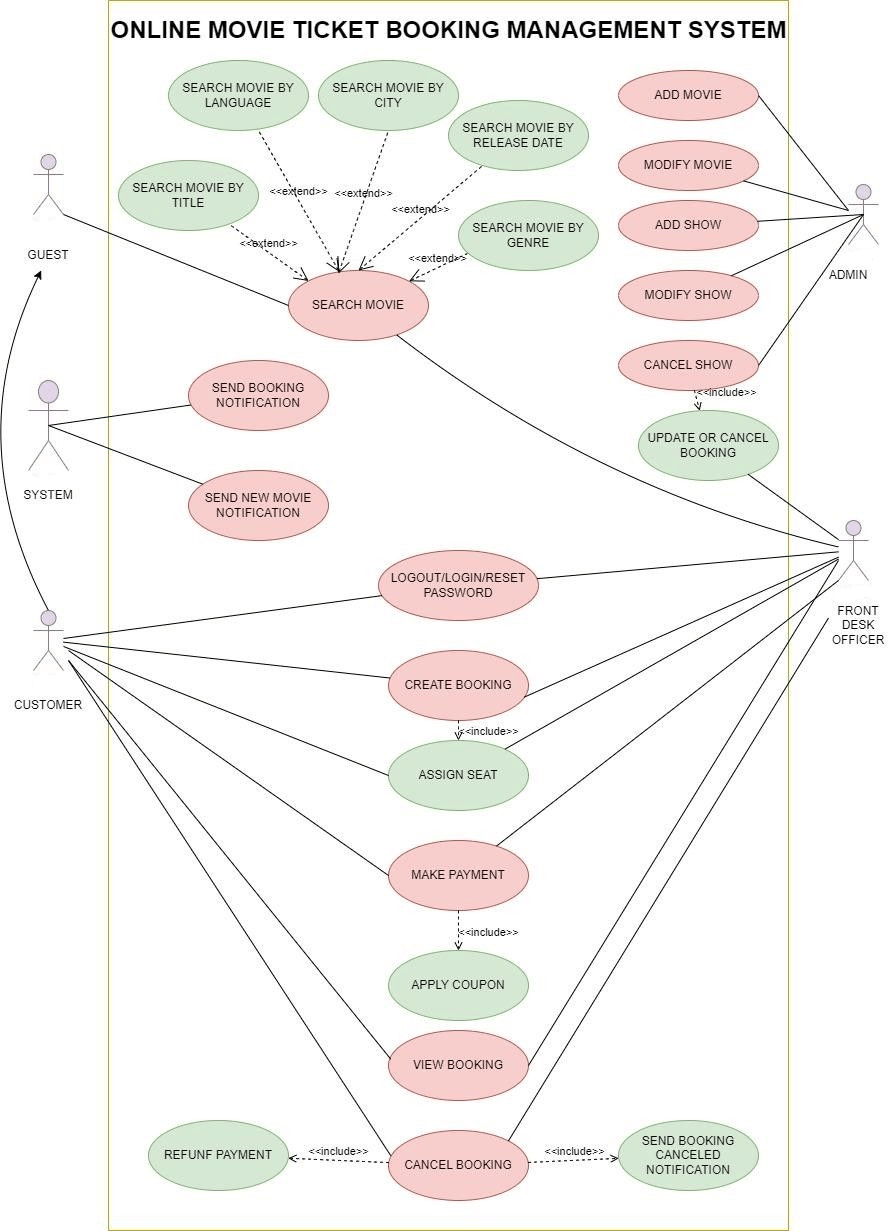 ONLINE MOVIE TICKET BOOKING MANAGEMENT SYSTEM
SEARCH MOVIE BY
LANGUAGE
SEARCH MOVIE BY
CITY
SEARCH MOVIE BY
RELEASE DATE
SEARCH MOVIE BY
TITLE
SEARCH MOVIE BY
GENRE
<<extend>>
<<extend>>
<<extend>>
<<extend>>
<<extend>>
SEARCH MOVIE
ADD MOVIE
MODIFY MOVIE
ADD SHOW
MODIFY SHOW
CANCEL SHOW
<<include>>
UPDATE OR CANCEL
BOOKING
GUEST
ADMIN
SEND BOOKING
NOTIFICATION
SEND NEW MOVIE
NOTIFICATION
SYSTEM
LOGOUT/LOGIN/RESET
PASSWORD
FRONT
DESK
OFFICER
CUSTOMER
CREATE BOOKING
<<include>>
ASSIGN SEAT
MAKE PAYMENT
<<include>>
APPLY COUPON
VIEW BOOKING
REFUNF PAYMENT
<<include>>
CANCEL BOOKING
<<include>>
SEND BOOKING
CANCELED
NOTIFICATION